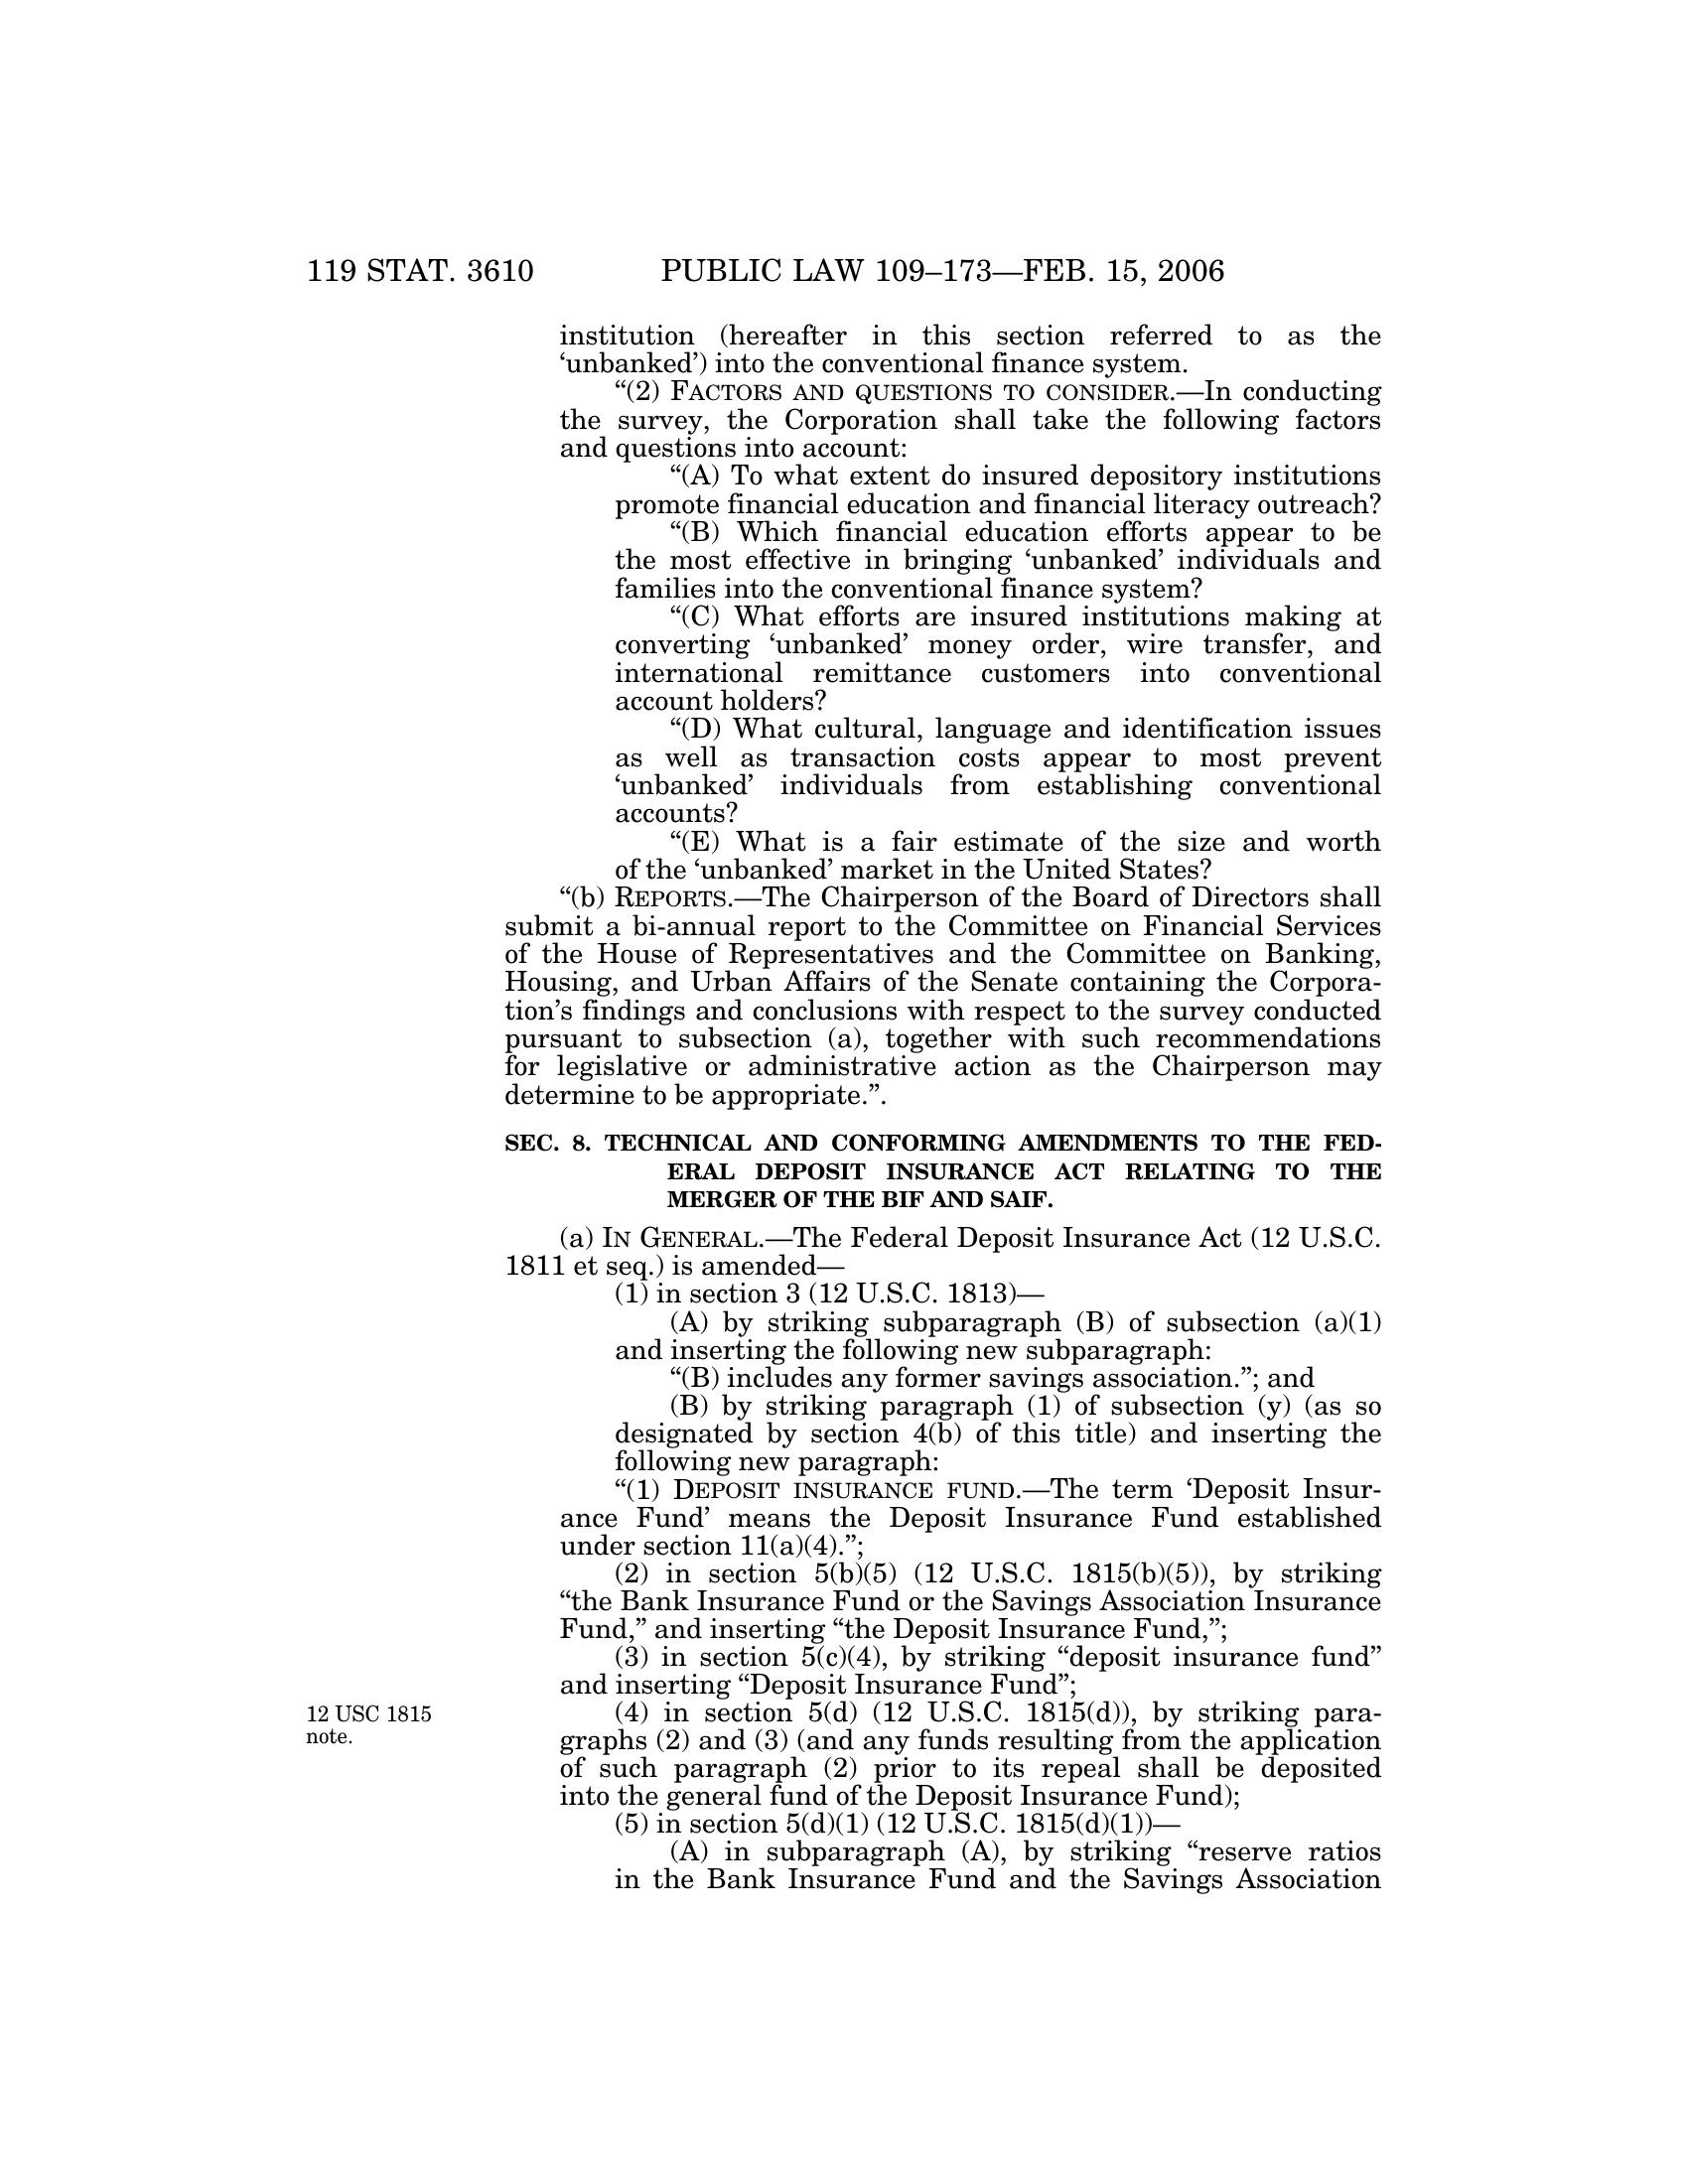 119 STAT. 3610 PUBLIC LAW 109–173—FEB. 15, 2006
institution (hereafter in this section referred to as the
‘unbanked’) into the conventional finance system.
“(2) FACTORS AND QUESTIONS TO CONSIDER.—In conducting
the survey, the Corporation shall take the following factors
and questions into account:
“(A) To what extent do insured depository institutions
promote financial education and financial literacy outreach?
“(B) Which financial education efforts appear to be
the most effective in bringing ‘unbanked’ individuals and
families into the conventional finance system?
“(C) What efforts are insured institutions making at
converting ‘unbanked’ money order, wire transfer, and
international remittance customers into conventional
account holders?
“(D) What cultural, language and identification issues
as well as transaction costs appear to most prevent
‘unbanked’ individuals from establishing conventional
accounts?
“(E) What is a fair estimate of the size and worth
of the ‘unbanked’ market in the United States?
“(b) REPORTS.—The Chairperson of the Board of Directors shall
submit a bi-annual report to the Committee on Financial Services
of the House of Representatives and the Committee on Banking,
Housing, and Urban Affairs of the Senate containing the Corpora-
tion’s findings and conclusions with respect to the survey conducted
pursuant to subsection (a), together with such recommendations
for legislative or administrative action as the Chairperson may
determine to be appropriate.”.
SEC. 8. TECHNICAL AND CONFORMING AMENDMENTS TO THE FED-
ERAL DEPOSIT INSURANCE ACT RELATING TO THE
MERGER OF THE BIF AND SAIF.
(a) IN GENERAL.—The Federal Deposit Insurance Act (12 U.S.C.
1811 et seq.) is amended—
(1) in section 3 (12 U.S.C. 1813)—
(A) by striking subparagraph (B) of subsection (a)(1)
and inserting the following new subparagraph:
“(B) includes any former savings association.”; and
(B) by striking paragraph (1) of subsection (y) (as so
designated by section 4(b) of this title) and inserting the
following new paragraph:
“(1) DEPOSIT INSURANCE FUND.—The term ‘Deposit Insur-
ance Fund’ means the Deposit Insurance Fund established
under section 11(a)(4).”;
(2) in section 5(b)(5) (12 U.S.C. 1815(b)(5)), by striking
“the Bank Insurance Fund or the Savings Association Insurance
Fund,” and inserting “the Deposit Insurance Fund,”;
(3) in section 5(c)(4), by striking “deposit insurance fund”
and inserting “Deposit Insurance Fund”;
12 USC 1815
note.
(4) in section 5(d) (12 U.S.C. 1815(d)), by striking para-
graphs (2) and (3) (and any funds resulting from the application
of such paragraph (2) prior to its repeal shall be deposited
into the general fund of the Deposit Insurance Fund);
(5) in section 5(d)(1) (12 U.S.C. 1815(d)(1))—
(A) in subparagraph (A), by striking “reserve ratios
in the Bank Insurance Fund and the Savings Association